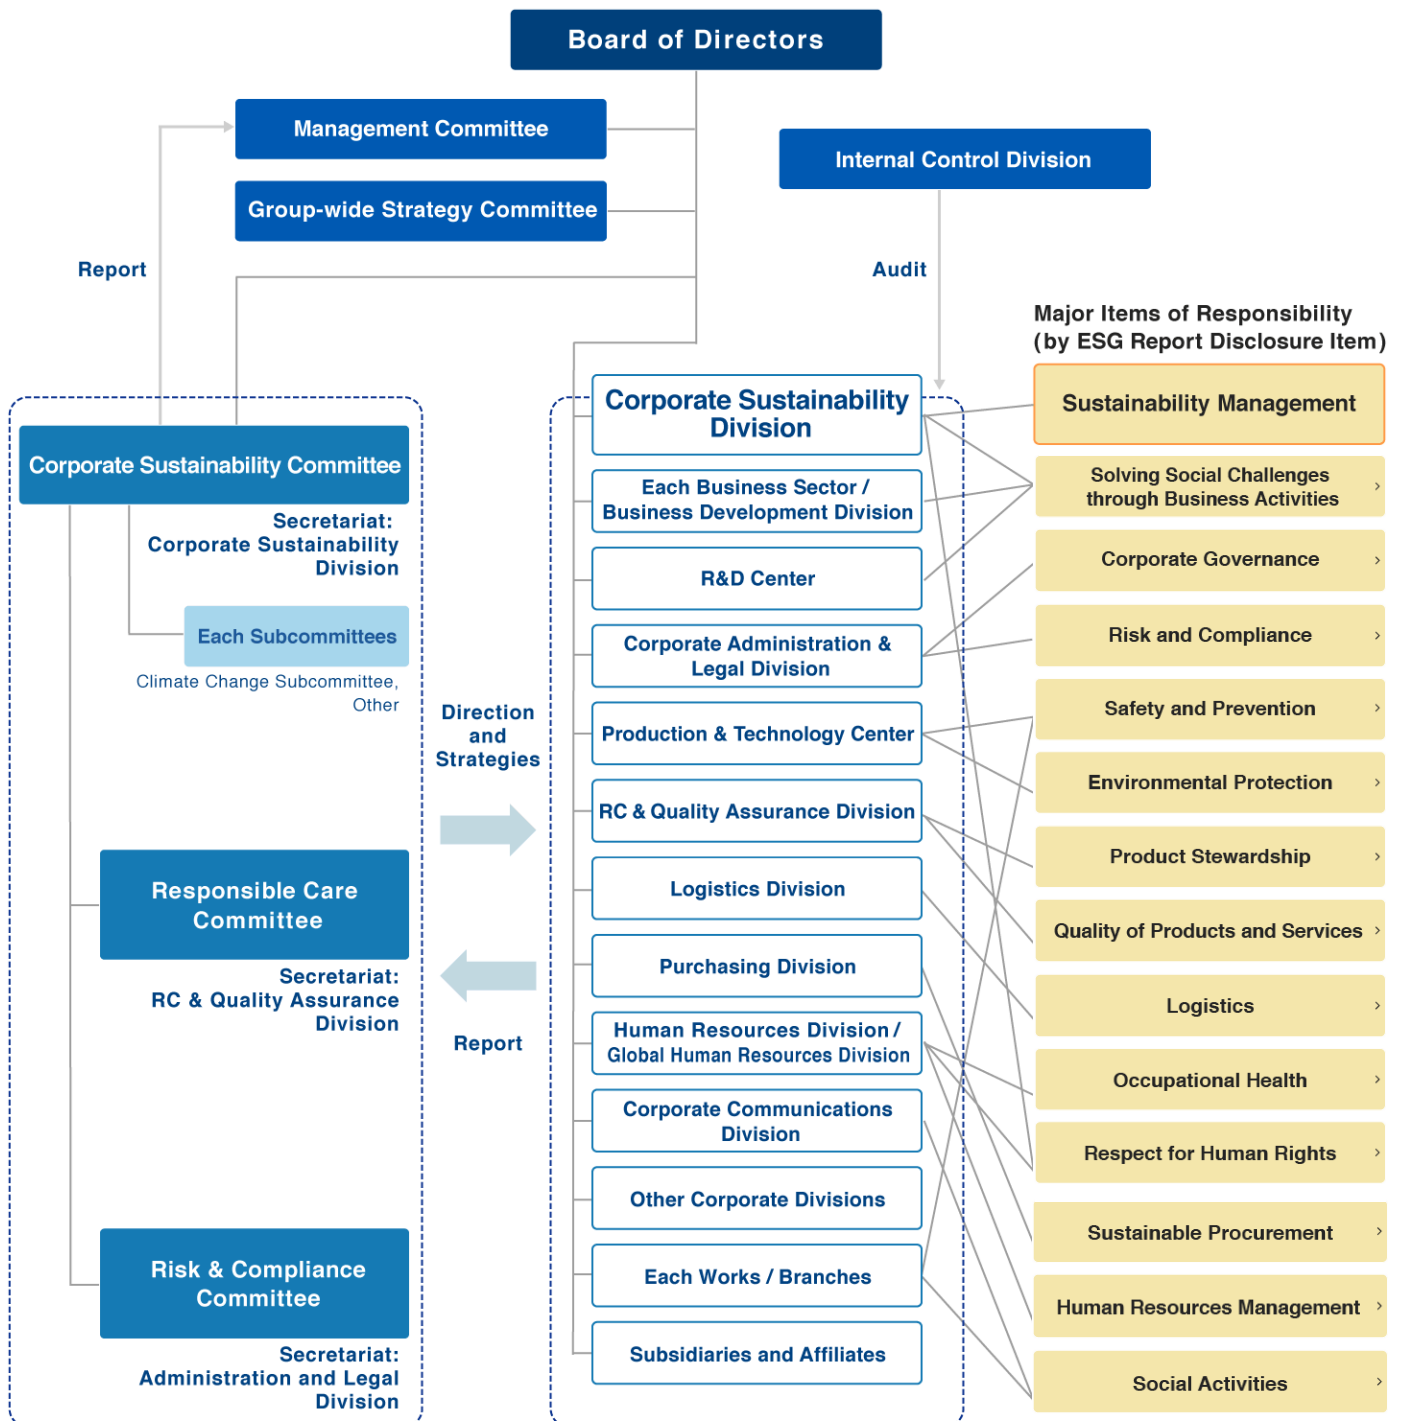 Board of Directors
Management Committee
Group-wide Strategy Committee
Internal Control Division
Report
Audit
Corporate Sustainability Committee
Secretariat:
Corporate Sustainability
Division
Each Subcommittees
Climate Change Subcommittee,
Other
Responsible Care
Committee
Secretariat:
RC & Quality Assurance
Division
Risk & Compliance
Committee
Secretariat:
Administration and Legal
Division
Direction
and
Strategies
Report
Corporate Sustainability
Division
Each Business Sector /
Business Development Division
R&D Center
Corporate Administration &
Legal Division
Production & Technology Center
RC & Quality Assurance Division
Logistics Division
Purchasing Division
Human Resources Division /
Global Human Resources Division
Corporate Communications
Division
Other Corporate Divisions
Each Works / Branches
Subsidiaries and Affiliates
Major Items of Responsibility
(by ESG Report Disclosure Item)
Sustainability Management
Solving Social Challenges
through Business Activities
Corporate Governance
Risk and Compliance
Safety and Prevention
Environmental Protection
Product Stewardship
Quality of Products and Services
Logistics
Occupational Health
Respect for Human Rights
Sustainable Procurement
Human Resources Management
Social Activities